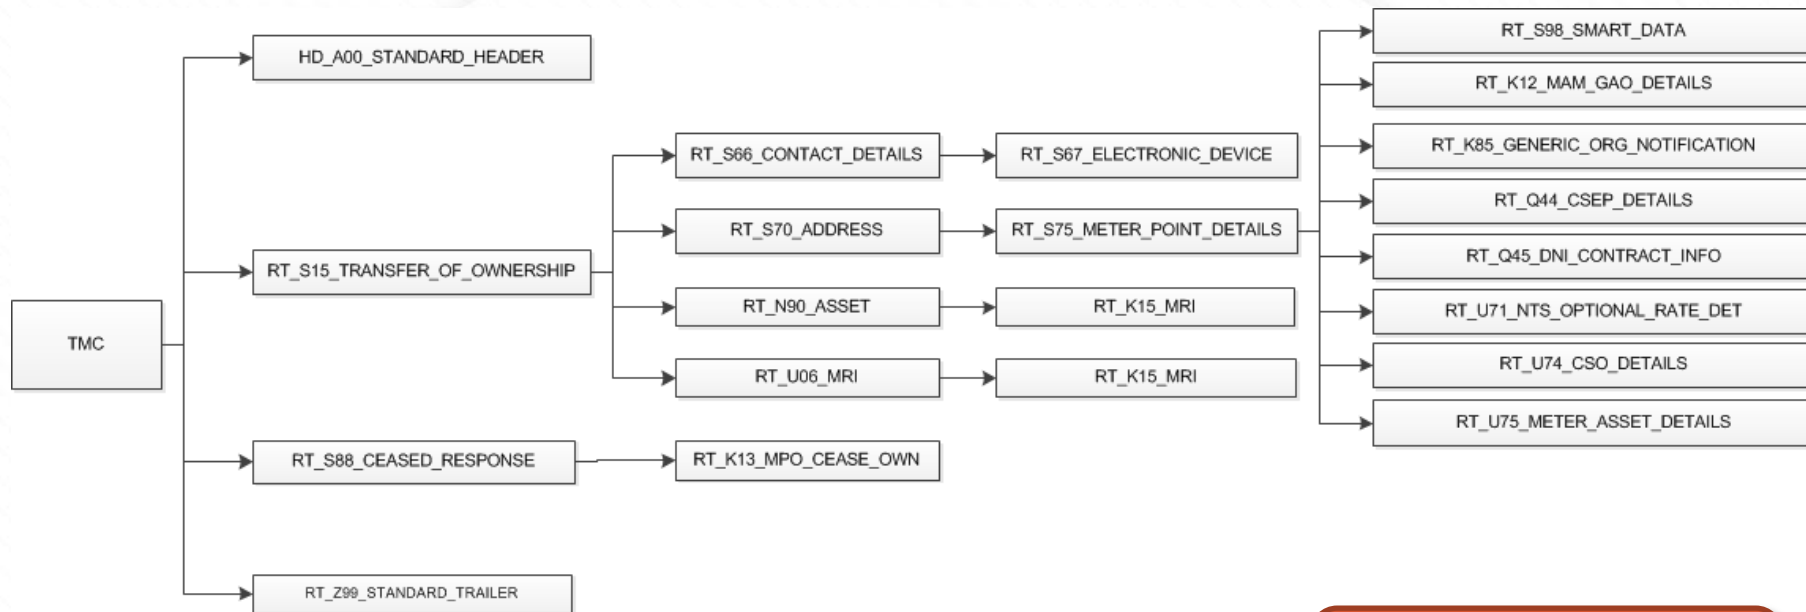 TMC
HD_A00_STANDARD_HEADER
RT_S15_TRANSFER_OF_OWNERSHIP
RT_S88_CEASED_RESPONSE
RT_Z99_STANDARD_TRAILER
RT_S66_CONTACT_DETAILS
RT_S70_ADDRESS
RT_N90_ASSET
RT_U06_MRI
RT_K13_MPO_CEASE_OWN
RT_S67_ELECTRONIC_DEVICE
RT_S75_METER_POINT_DETAILS
RT_K15_MRI
RT_K15_MRI
RT_S98_SMART_DATA
RT_K12_MAM_GAO_DETAILS
RT_K85_GENERIC_ORG_NOTIFICATION
RT_Q44_CSEP_DETAILS
RT_Q45_DNI_CONTRACT_INFO
RT_U71_NTS_OPTIONAL_RATE_DET
RT_U74_CSO_DETAILS
RT_U75_METER_ASSET_DETAILS